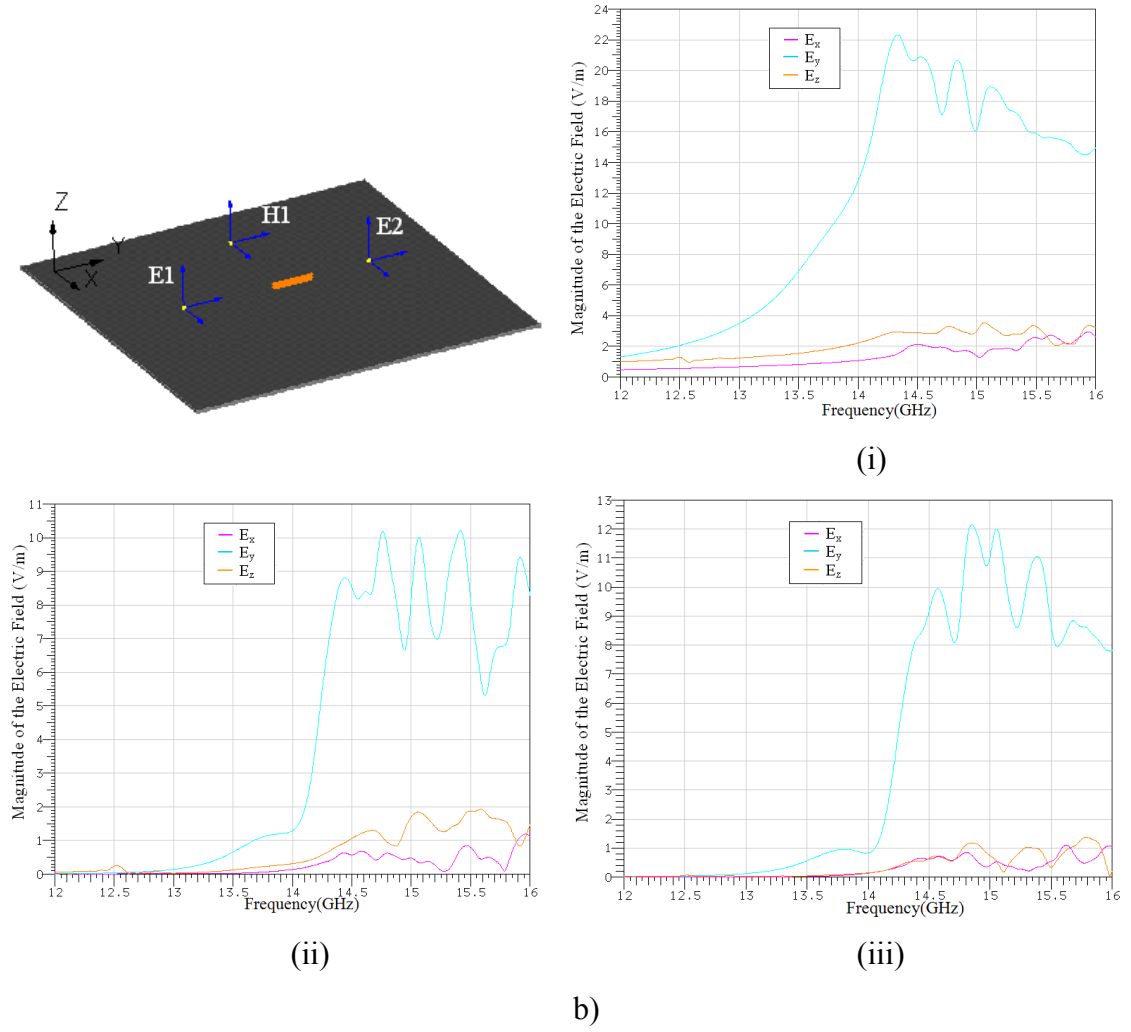 Z
Y
X
E1
H1
E2
Magnitude of the Electric Field (V/m)
24
22
20
18
16
14
12
10
8
6
4
2
0
E_x
E_y
E_z
12 12.5 13 13.5 14 14.5 15 15.5 16
Frequency(GHz)
(i)
Magnitude of the Electric Field (V/m)
11
10
9
8
7
6
5
4
3
2
1
0
E_x
E_y
E_z
12 12.5 13 13.5 14 14.5 15 15.5 16
Frequency(GHz)
(ii)
Magnitude of the Electric Field (V/m)
13
12
11
10
9
8
7
6
5
4
3
2
1
0
E_x
E_y
E_z
12 12.5 13 13.5 14 14.5 15 15.5 16
Frequency(GHz)
(iii)
b)